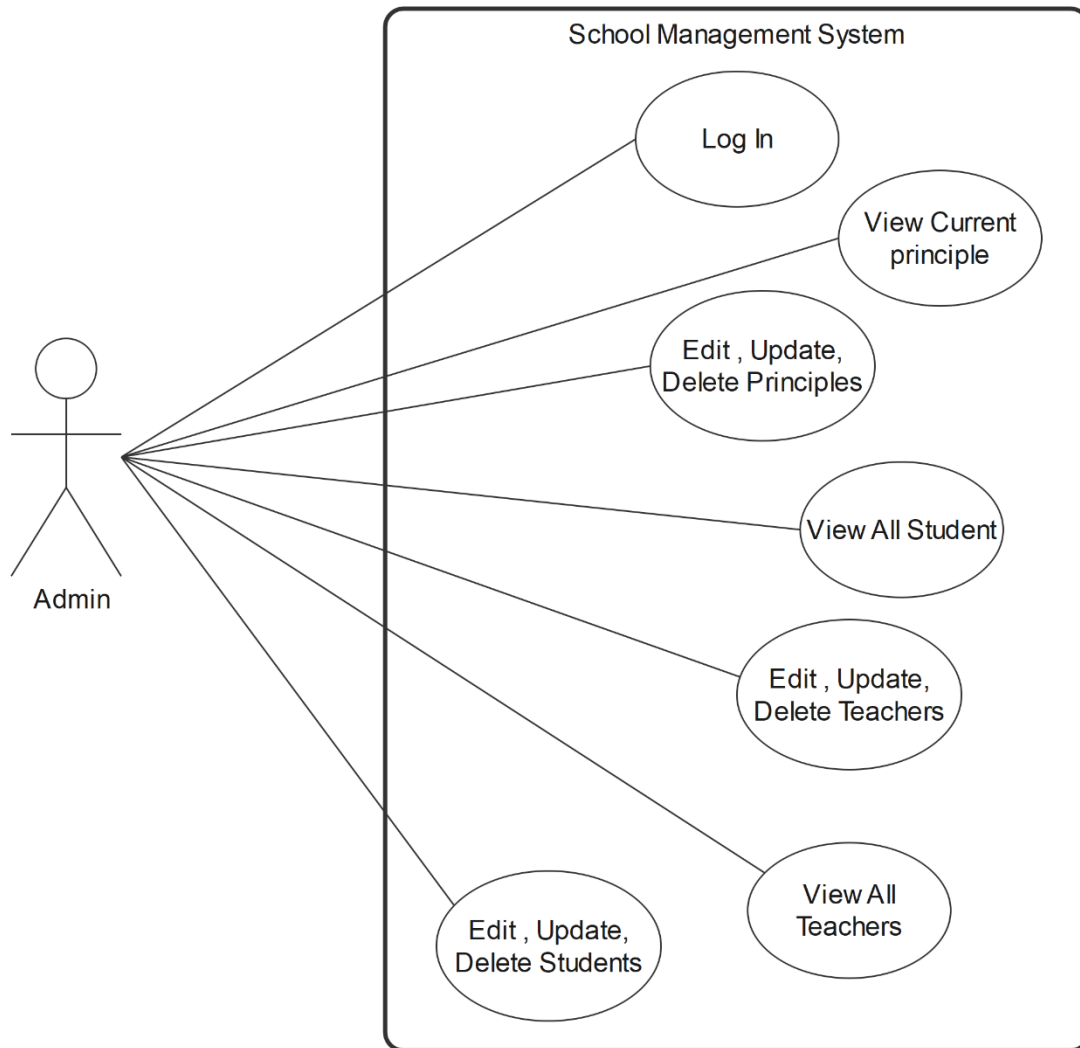 School Management System
Log In
View Current
principle
Edit , Update,
Delete Principles
View All Student
Admin
Edit , Update,
Delete Teachers
View All
Teachers
Edit , Update,
Delete Students